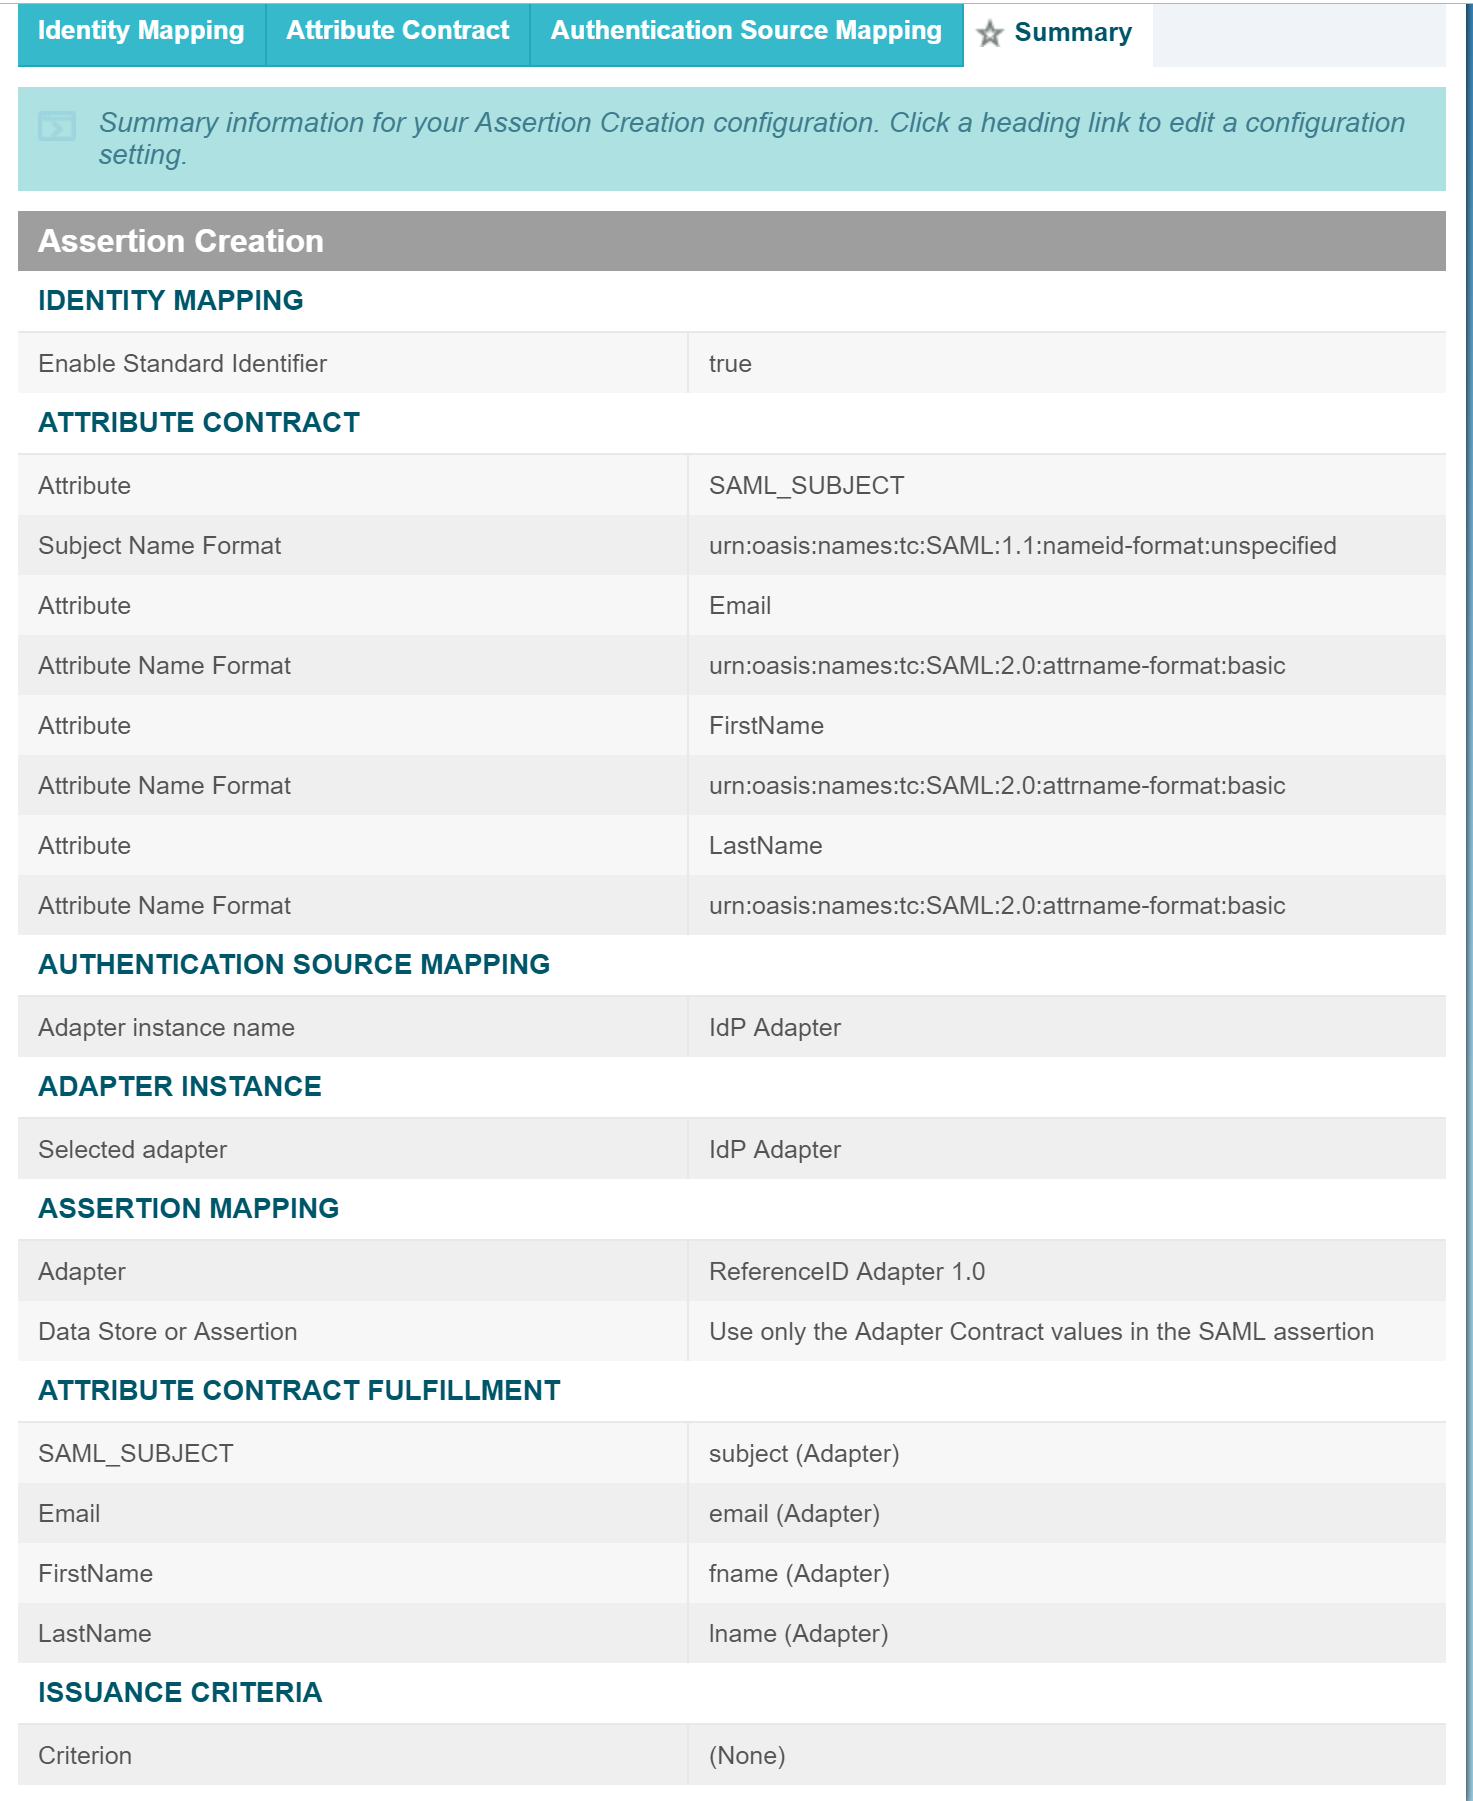 Identity Mapping Attribute Contract Authentication Source Mapping Summary
Summary information for your Assertion Creation configuration. Click a heading link to edit a configuration
setting.
Assertion Creation
IDENTITY MAPPING
Enable Standard Identifier true
ATTRIBUTE CONTRACT
Attribute SAML_SUBJECT
Subject Name Format urn:oasis:names:tc:SAML:1.1:nameid-format:unspecified
Attribute Email
Attribute Name Format urn:oasis:names:tc:SAML:2.0:attrname-format:basic
Attribute FirstName
Attribute Name Format urn:oasis:names:tc:SAML:2.0:attrname-format:basic
Attribute LastName
Attribute Name Format urn:oasis:names:tc:SAML:2.0:attrname-format:basic
AUTHENTICATION SOURCE MAPPING
Adapter instance name IdP Adapter
ADAPTER INSTANCE
Selected adapter IdP Adapter
ASSERTION MAPPING
Adapter ReferenceID Adapter 1.0
Data Store or Assertion Use only the Adapter Contract values in the SAML assertion
ATTRIBUTE CONTRACT FULFILLMENT
SAML_SUBJECT subject (Adapter)
Email email (Adapter)
FirstName fname (Adapter)
LastName lname (Adapter)
ISSUANCE CRITERIA
Criterion (None)